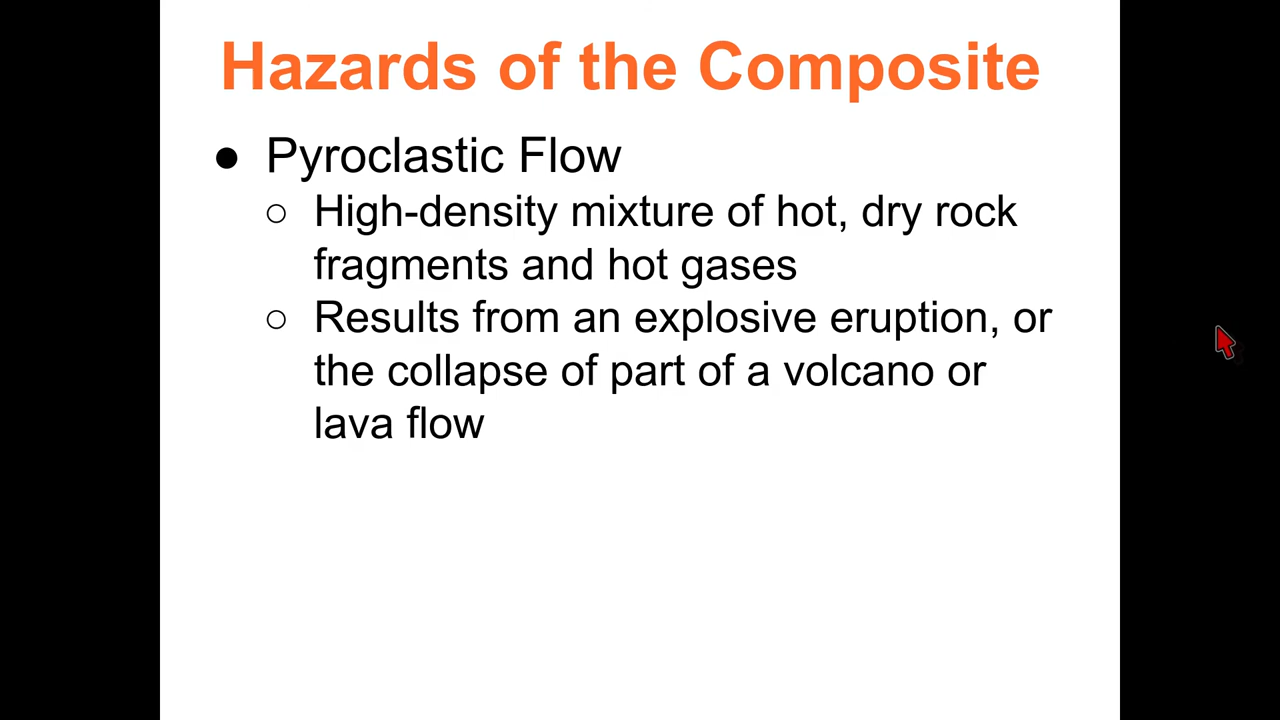 Hazards of the Composite
● Pyroclastic Flow
○ High-density mixture of hot, dry rock
fragments and hot gases
○ Results from an explosive eruption, or
the collapse of part of a volcano or
lava flow